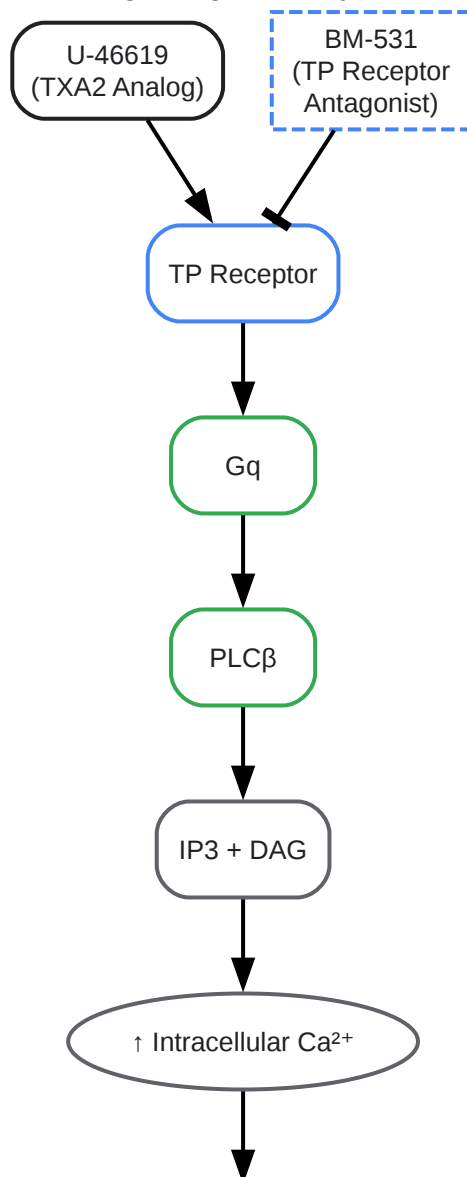 U-46619
(TXA2 Analog)
BM-531
(TP Receptor
Antagonist)
TP Receptor
Gq
PLCβ
IP3 + DAG
↑ Intracellular Ca²⁺